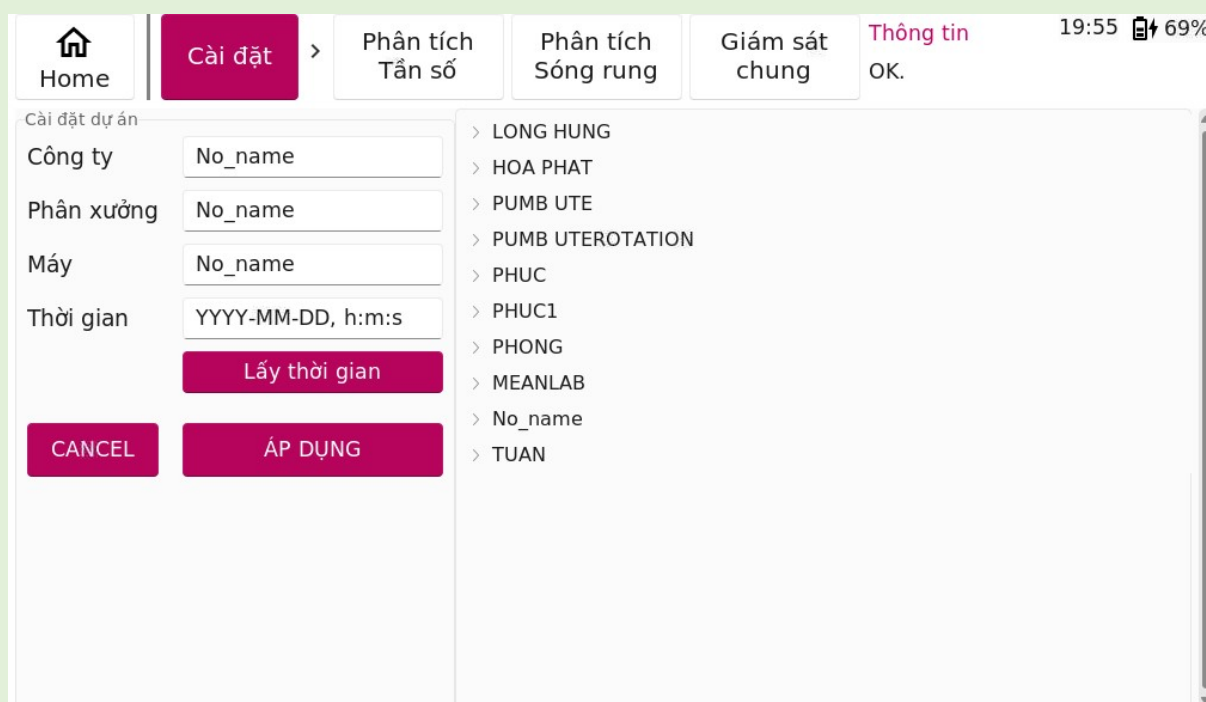 Home
Cài đặt
Phân tích
Tần số
Phân tích
Sóng rung
Giám sát
chung
Thông tin
OK.
19:55 69%
Cài đặt dự án
Công ty No_name
Phân xưởng No_name
Máy No_name
Thời gian YYYY-MM-DD, h:m:s
Lấy thời gian
CANCEL ÁP DỤNG
LONG HUNG
HOA PHAT
PUMB UTE
PUMB UTEROTATION
PHUC
PHUC1
PHONG
MEANLAB
No_name
TUAN